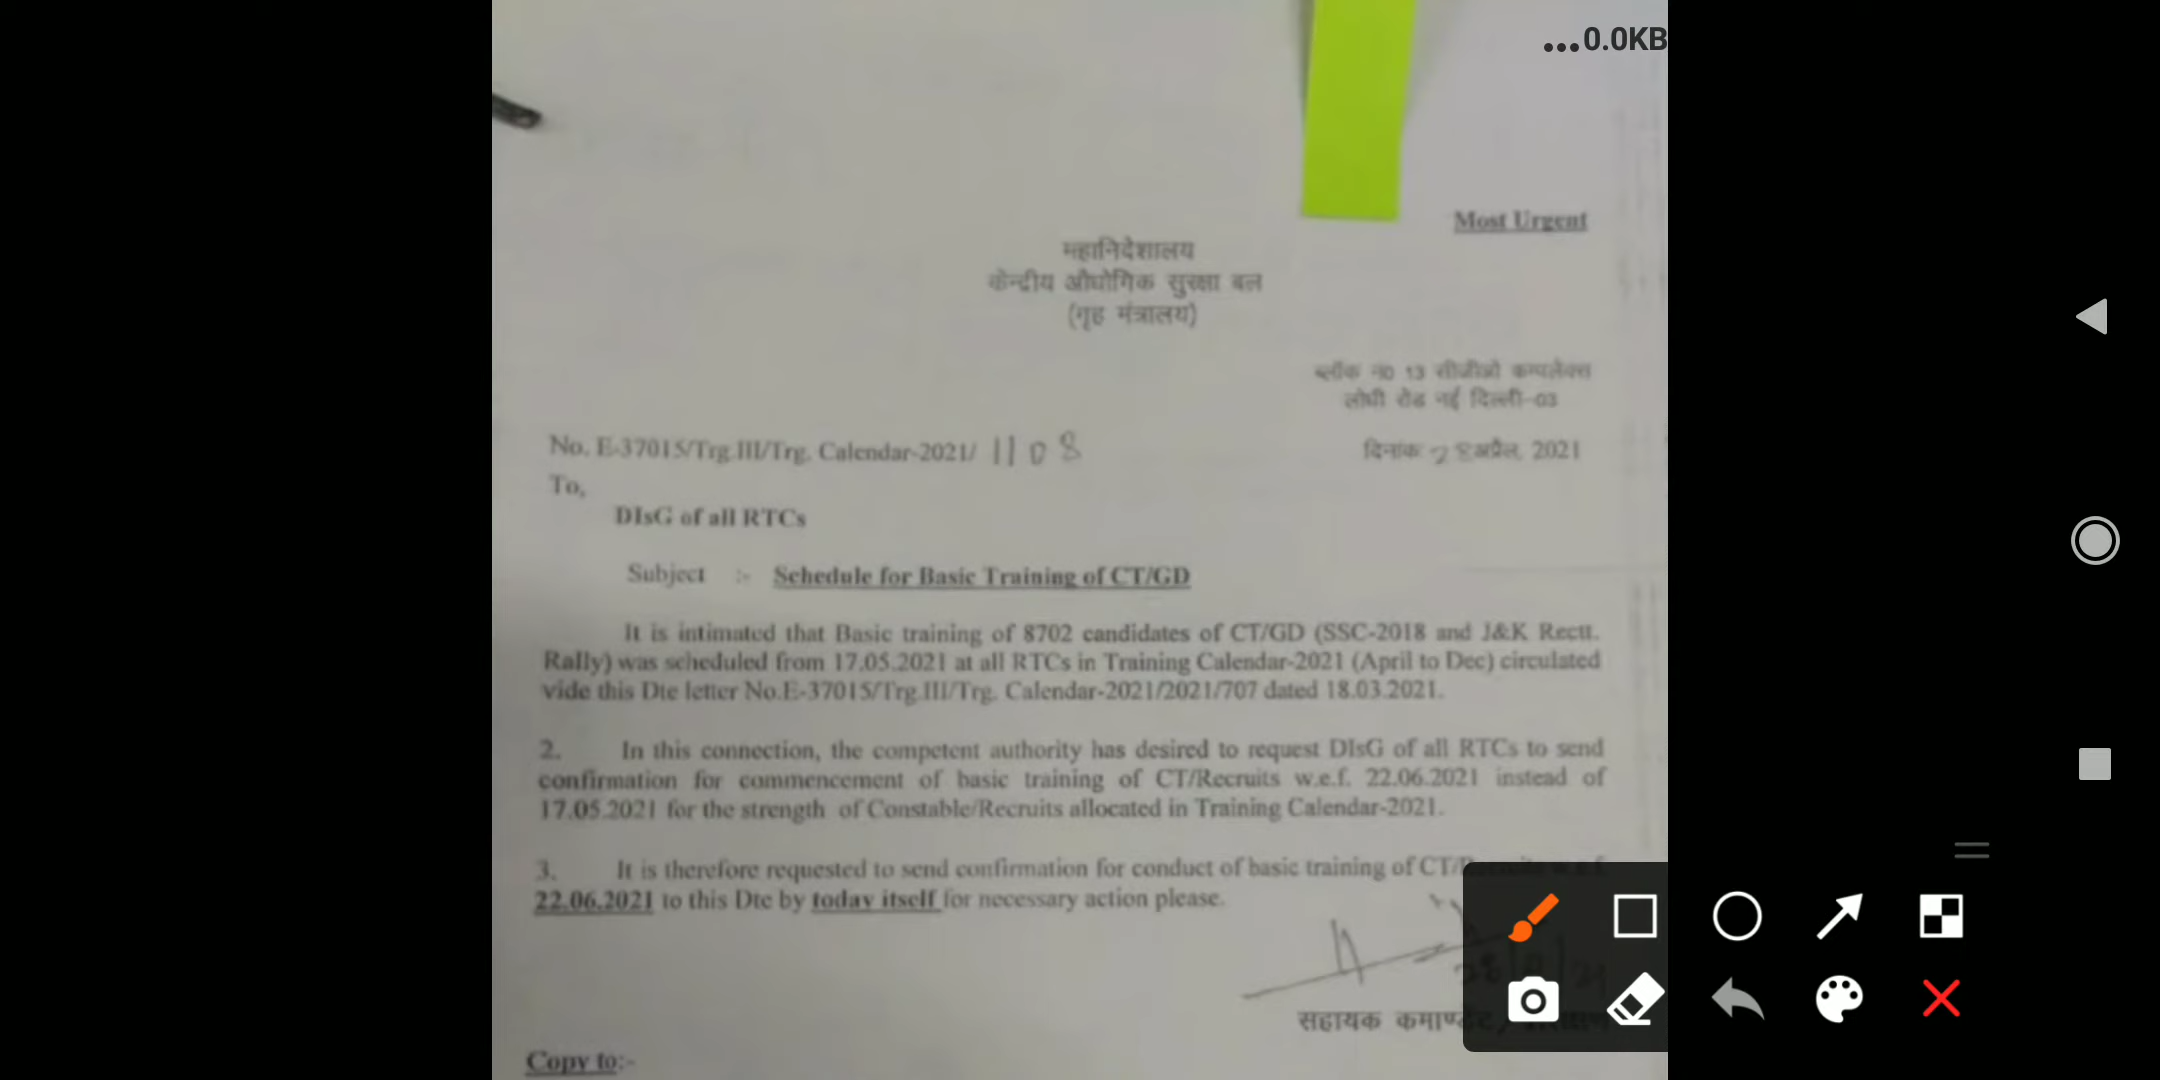 ...0.0KB
Most Urgent
महानिदेशालय
केन्द्रीय औघोगिक सुरक्षा बल
(गृह मंत्रालय)
ब्लॉक न0 13 सीजीओ कम्पलेक्स
लोधी रोड नई दिल्ली-03
No. E-37015/Trg.III/Trg. Calendar-2021/ 1108
दिनांक 28 अप्रैल, 2021
To,
DIsG of all RTCs
Subject :- Schedule for Basic Training of CT/GD
It is intimated that Basic training of 8702 candidates of CT/GD (SSC-2018 and J&K Rectt.
Rally) was scheduled from 17.05.2021 at all RTCs in Training Calendar-2021 (April to Dec) circulated
vide this Dte letter No.E-37015/Trg.III/Trg. Calendar-2021/2021/707 dated 18.03.2021.
2. In this connection, the competent authority has desired to request DIsG of all RTCs to send
confirmation for commencement of basic training of CT/Recruits w.e.f. 22.06.2021 instead of
17.05.2021 for the strength of Constable/Recruits allocated in Training Calendar-2021.
3. It is therefore requested to send confirmation for conduct of basic training of CT/Recruits w.e.f
22.06.2021 to this Dte by today itself for necessary action please.
सहायक कमाण्डेंट/
Copy to:-